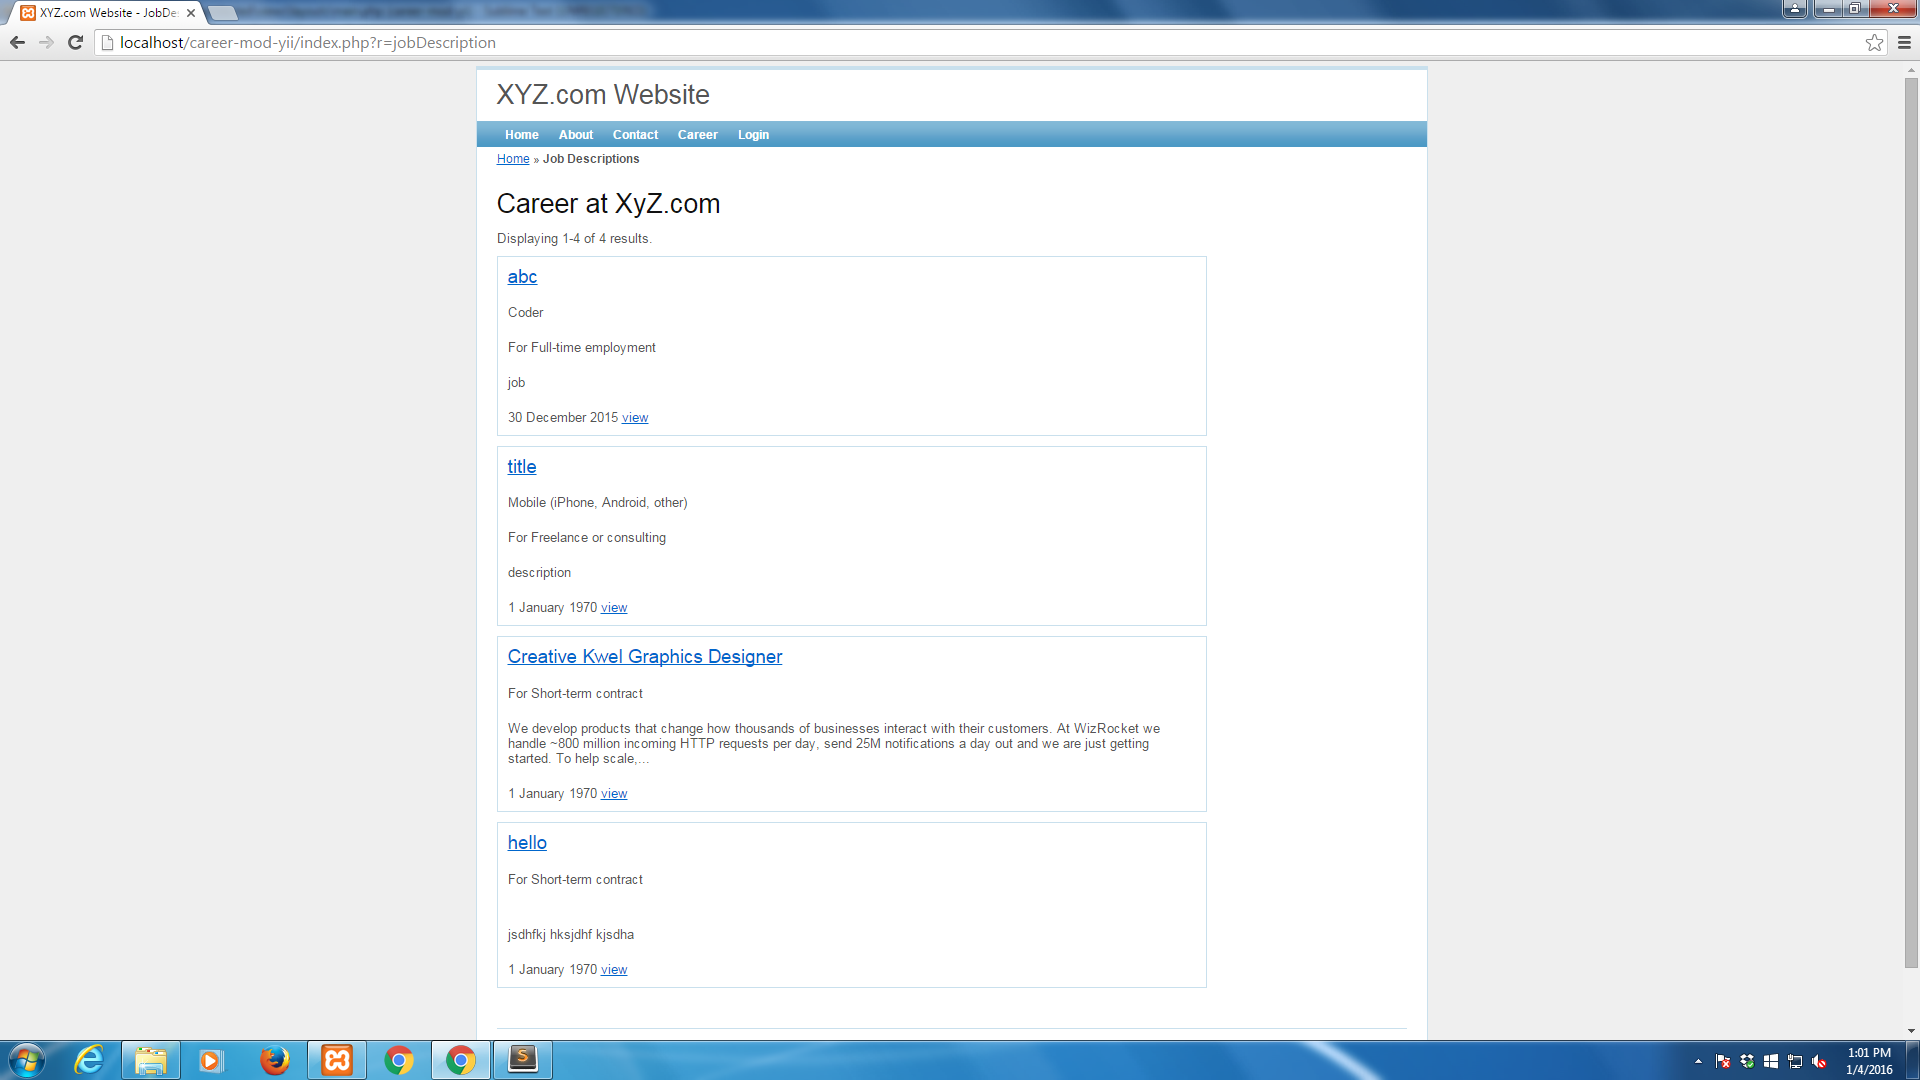 XYZ.com Website - JobDe
localhost/career-mod-yii/index.php?r=jobDescription
XYZ.com Website
Home About Contact Career Login
Home » Job Descriptions
Career at XyZ.com
Displaying 1-4 of 4 results.
abc
Coder
For Full-time employment
job
30 December 2015 view
title
Mobile (iPhone, Android, other)
For Freelance or consulting
description
1 January 1970 view
Creative Kwel Graphics Designer
For Short-term contract
We develop products that change how thousands of businesses interact with their customers. At WizRocket we
handle ~800 million incoming HTTP requests per day, send 25M notifications a day out and we are just getting
started. To help scale,...
1 January 1970 view
hello
For Short-term contract
jsdhfkj hksjdhf kjsdha
1 January 1970 view
1:01 PM
1/4/2016